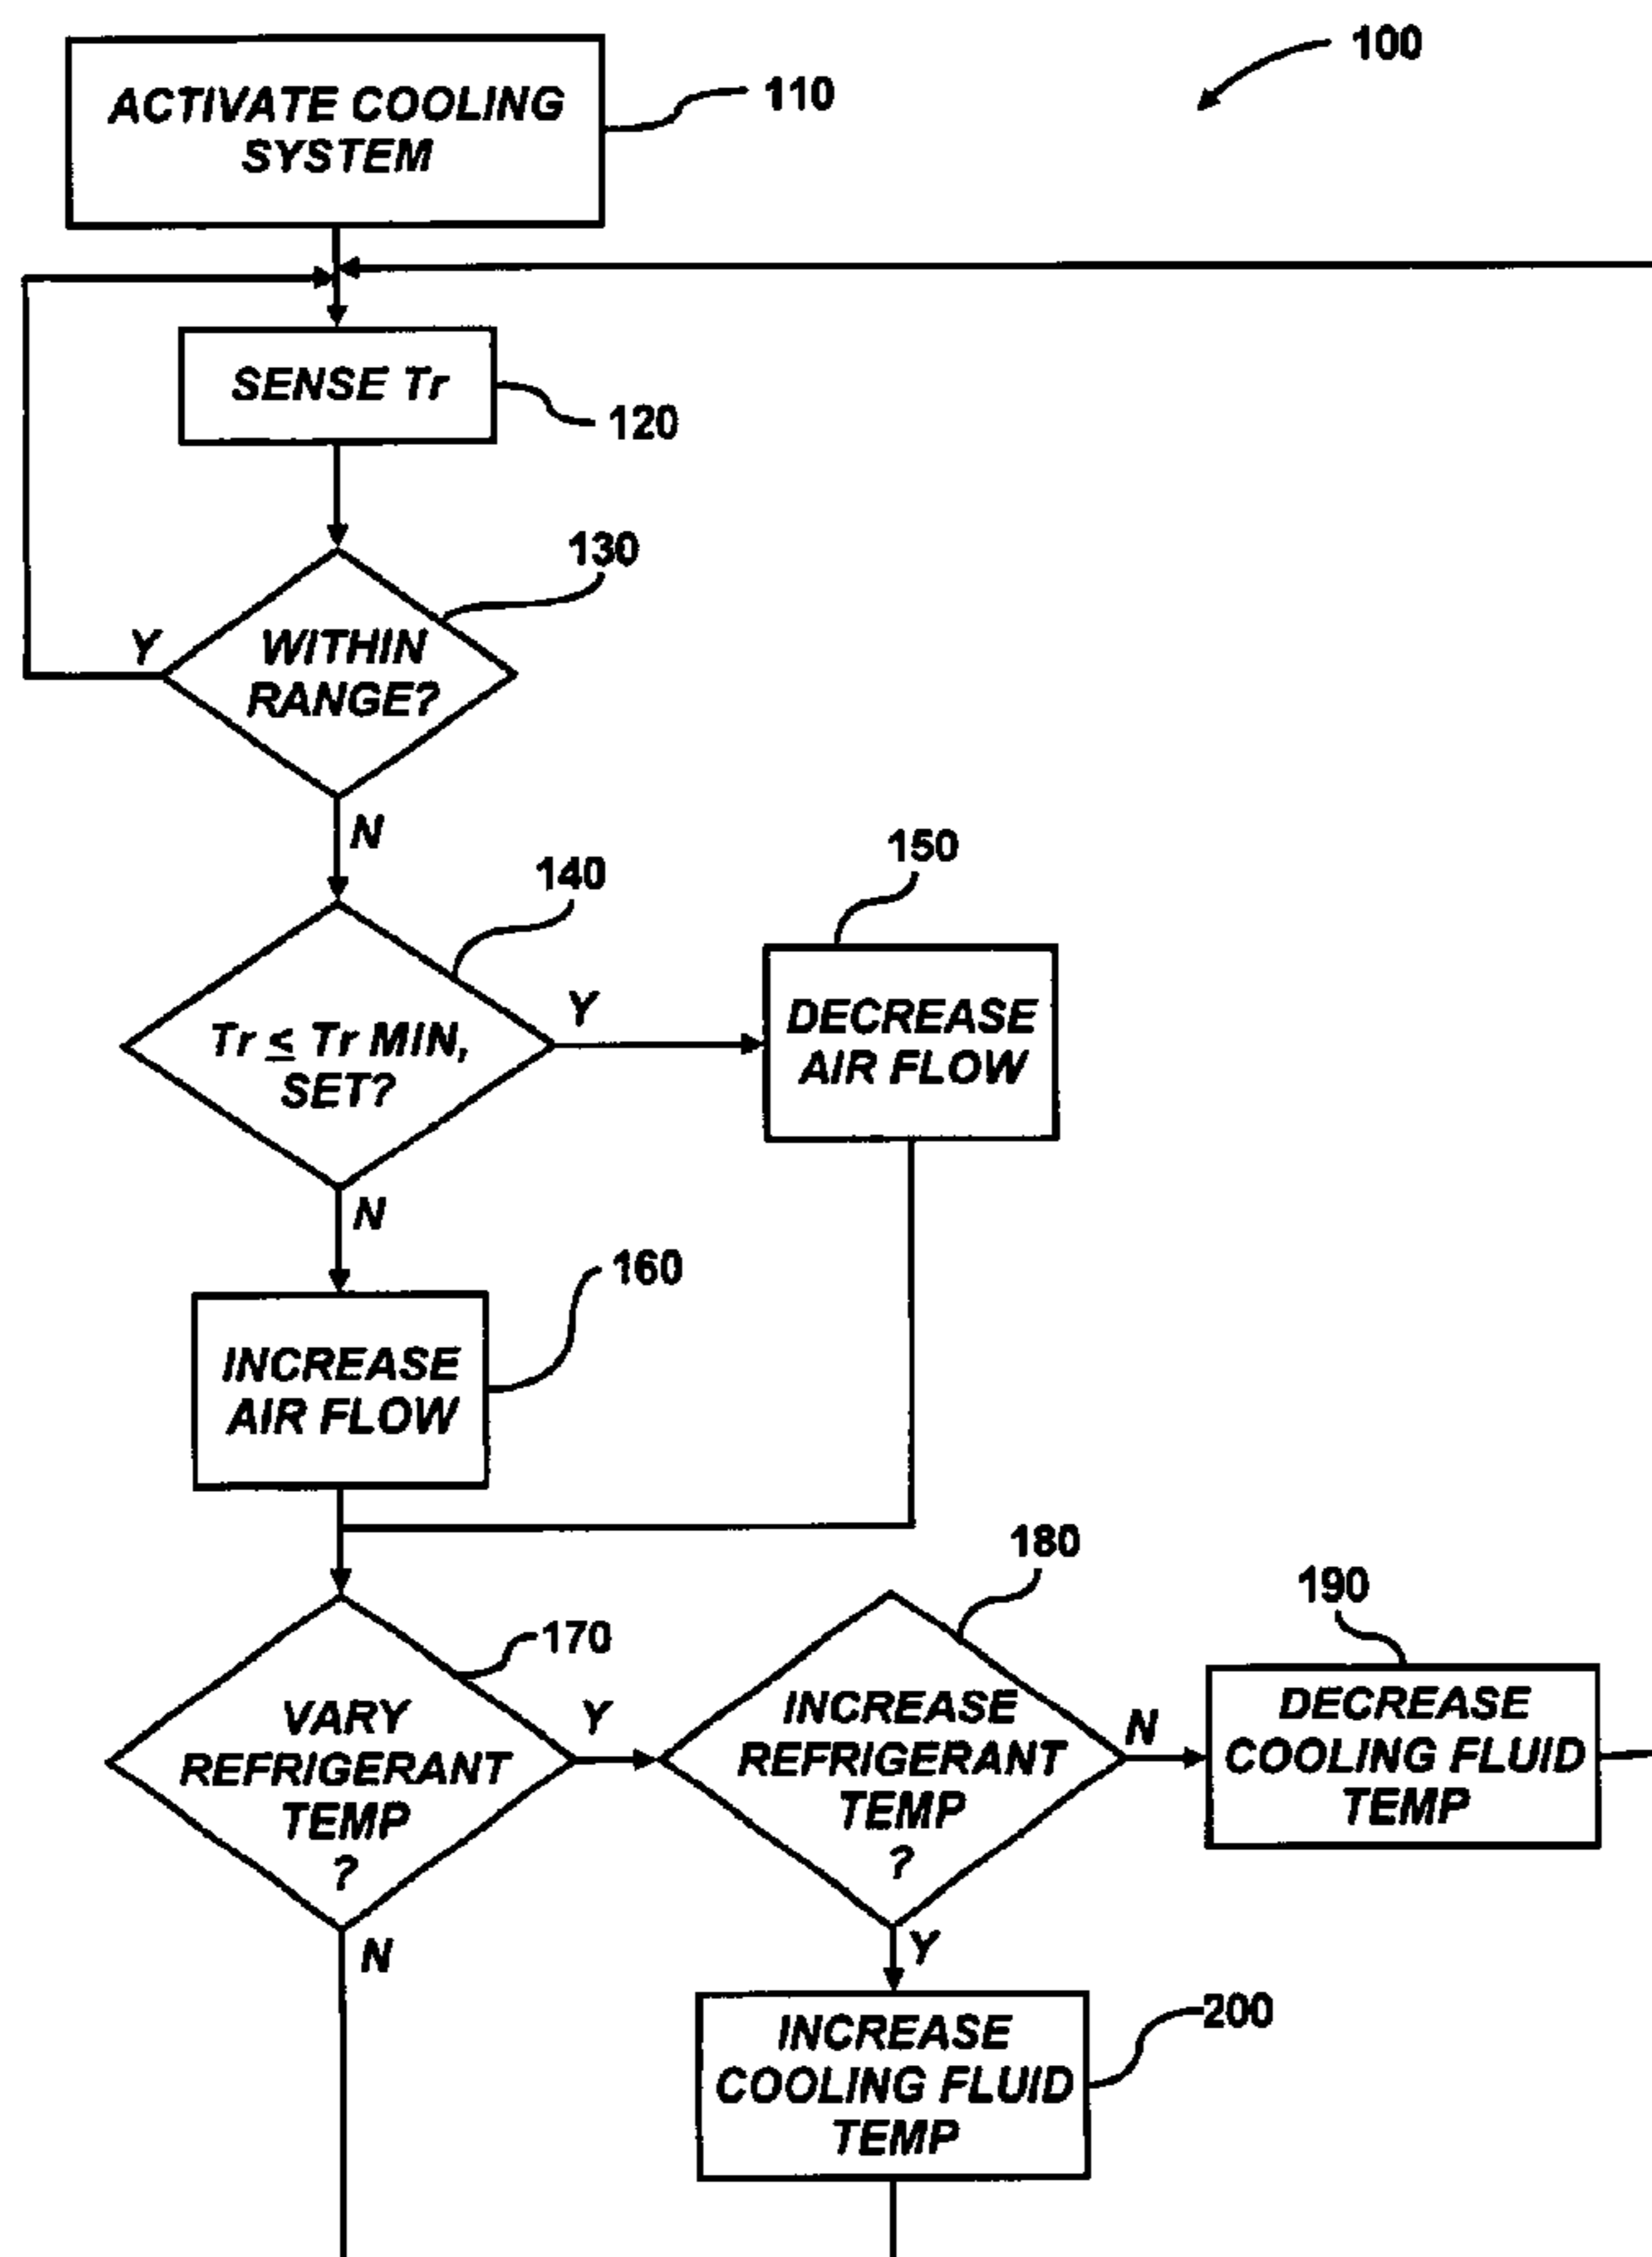 100
ACTIVATE COOLING
SYSTEM
110
SENSE Tr
120
130
Y
WITHIN
RANGE?
N
140
150
Y
Tr ≤ Tr MIN,
SET?
DECREASE
AIR FLOW
N
160
INCREASE
AIR FLOW
170
180
190
VARY
REFRIGERANT
TEMP
?
Y
INCREASE
REFRIGERANT
TEMP
?
N
DECREASE
COOLING FLUID
TEMP
N
Y
200
INCREASE
COOLING FLUID
TEMP